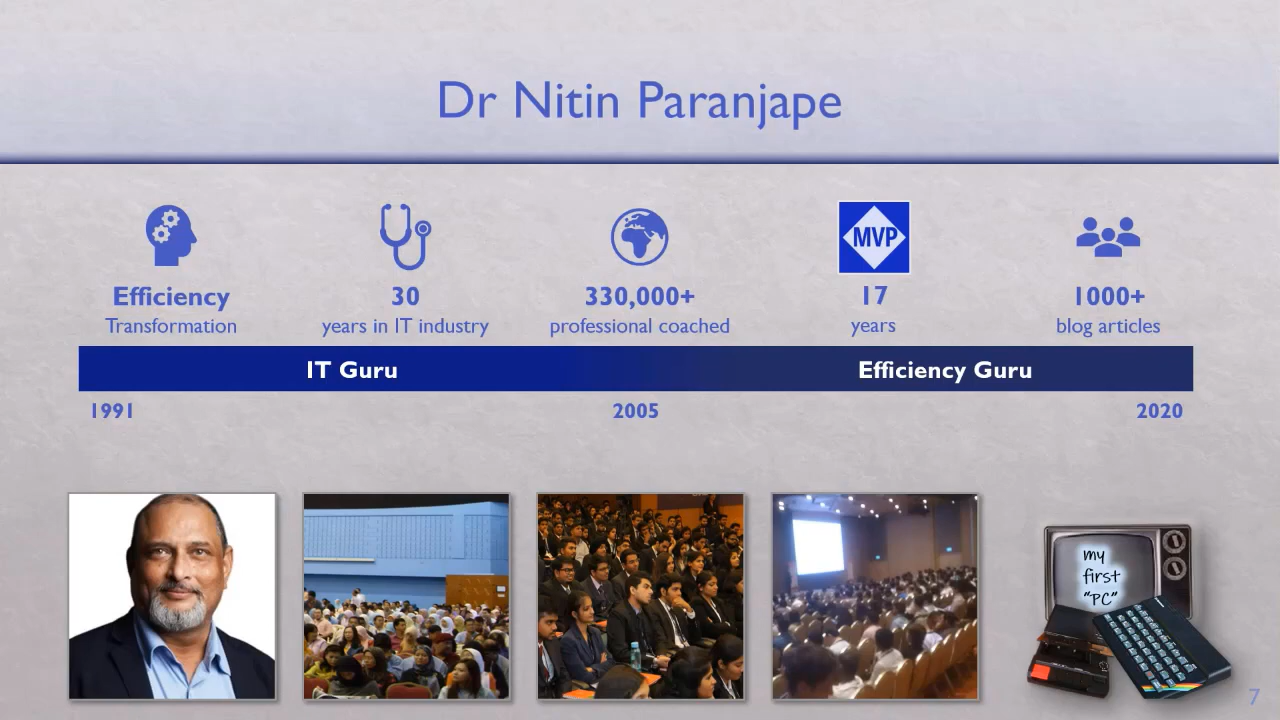 Dr Nitin Paranjape
Efficiency
Transformation
30
years in IT industry
330,000+
professional coached
MVP
17
years
1000+
blog articles
IT Guru
Efficiency Guru
1991
2005
2020
my
first
"PC"
7